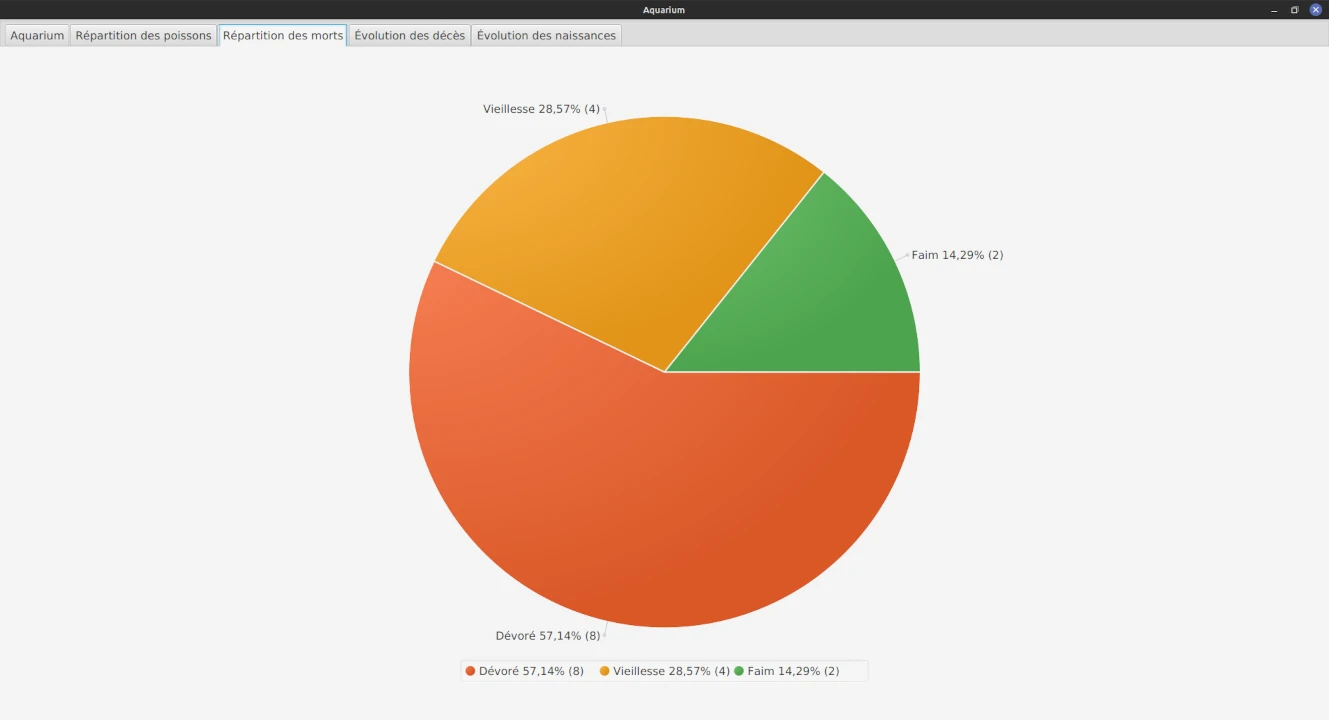 Aquarium
Aquarium Répartition des poissons Répartition des morts Évolution des décès Évolution des naissances
Vieillesse 28,57% (4)
Faim 14,29% (2)
Dévoré 57,14% (8)
Dévoré 57,14% (8) Vieillesse 28,57% (4) Faim 14,29% (2)